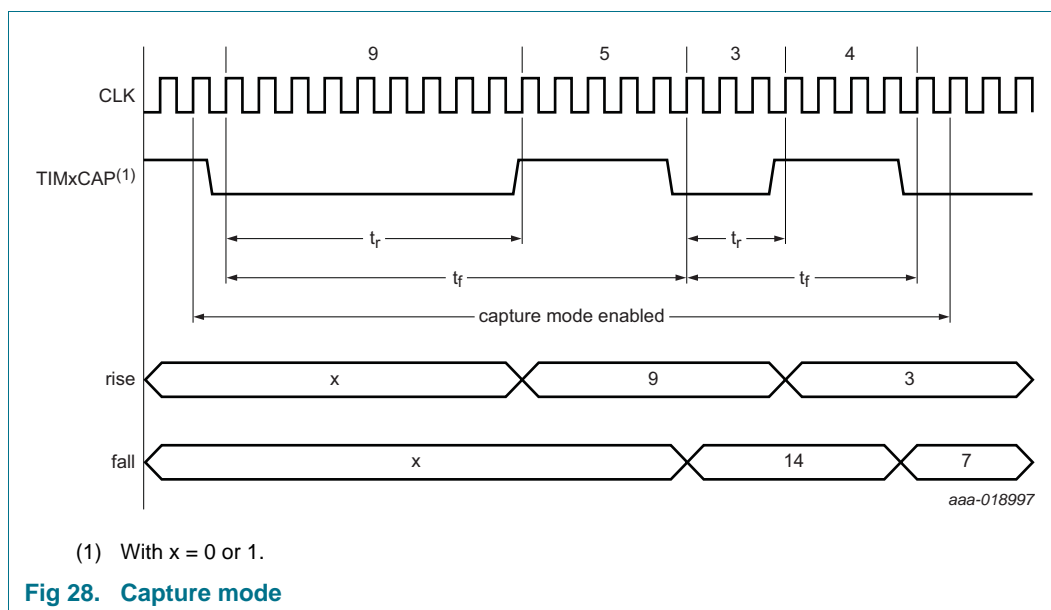 9 5 3 4
CLK
TIMxCAP(1)
tr tr
tf tf
capture mode enabled
rise x 9 3
fall x 14 7
aaa-018997
(1) With x = 0 or 1.
Fig 28. Capture mode